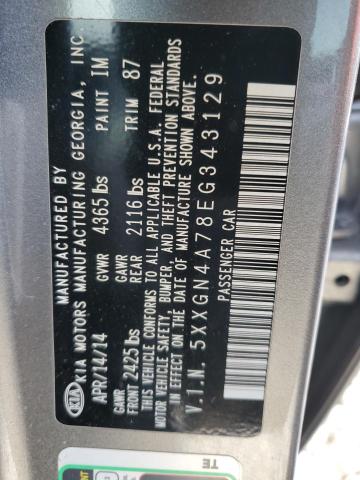 MANUFACTURED BY
KIA KIA MOTORS MANUFACTURING GEORGIA, INC.
APR/14/14 GVWR 4365 lbs PAINT IM
GAWR FRONT 2425 lbs GAWR REAR 2116 lbs TRIM 87
THIS VEHICLE CONFORMS TO ALL APPLICABLE U.S.A. FEDERAL
MOTOR VEHICLE SAFETY, BUMPER, AND THEFT PREVENTION STANDARDS
IN EFFECT ON THE DATE OF MANUFACTURE SHOWN ABOVE.
V.I.N. 5XXGN4A78EG343129
PASSENGER CAR
TE